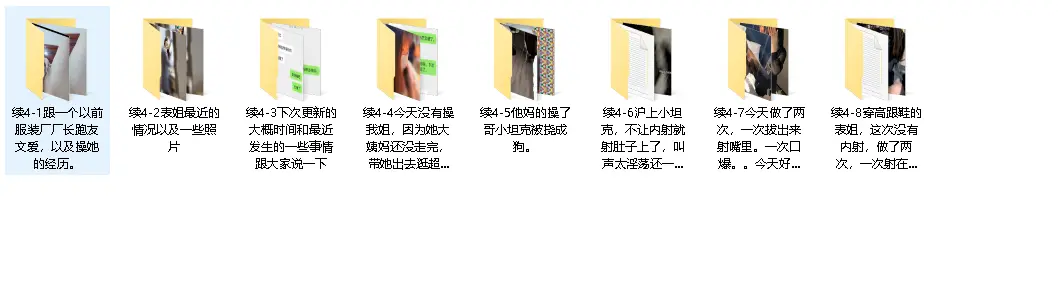 续4-1跟一个以前
服装厂厂长跑友
文爱，以及操她
的经历。
续4-2表姐最近的
情况以及一些照
片
续4-3下次更新的
大概时间和最近
发生的一些事情
跟大家说一下
续4-4今天没有操
我姐，因为她大
姨妈还没走完，
带她出去逛超...
续4-5他妈的操了
哥小坦克被挠成
狗。
续4-6沪上小坦
克，不让内射就
射肚子上了，叫
声太淫荡还一...
续4-7今天做了两
次，一次拔出来
射嘴里。一次口
爆。。今天好...
续4-8穿高跟鞋的
表姐，这次没有
内射，做了两
次，一次射在...